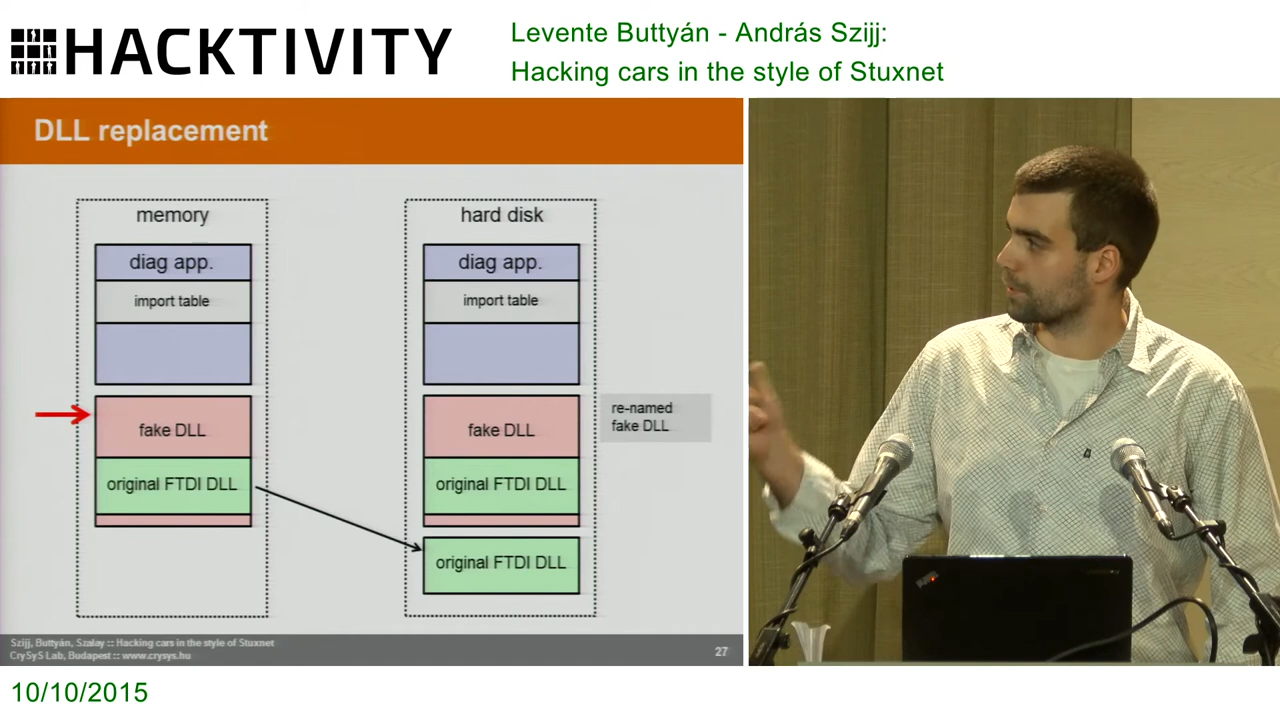 HACKTIVITY
Levente Buttyán - András Szijj:
Hacking cars in the style of Stuxnet
DLL replacement
memory
diag app.
import table
fake DLL
original FTDI DLL
hard disk
diag app.
import table
fake DLL
original FTDI DLL
original FTDI DLL
re-named
fake DLL
Szijj, Buttyán, Szalay :: Hacking cars in the style of Stuxnet
CrySyS Lab, Budapest :: www.crysys.hu
27
10/10/2015